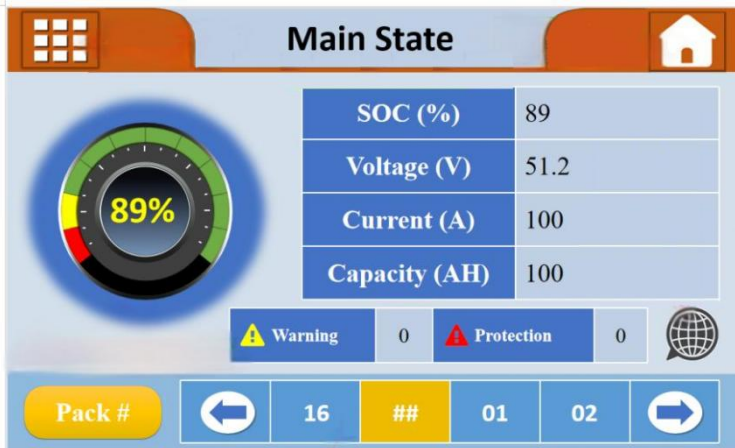 Main State
89%
SOC (%) 89
Voltage (V) 51.2
Current (A) 100
Capacity (AH) 100
Warning 0 Protection 0
Pack # 16 ## 01 02